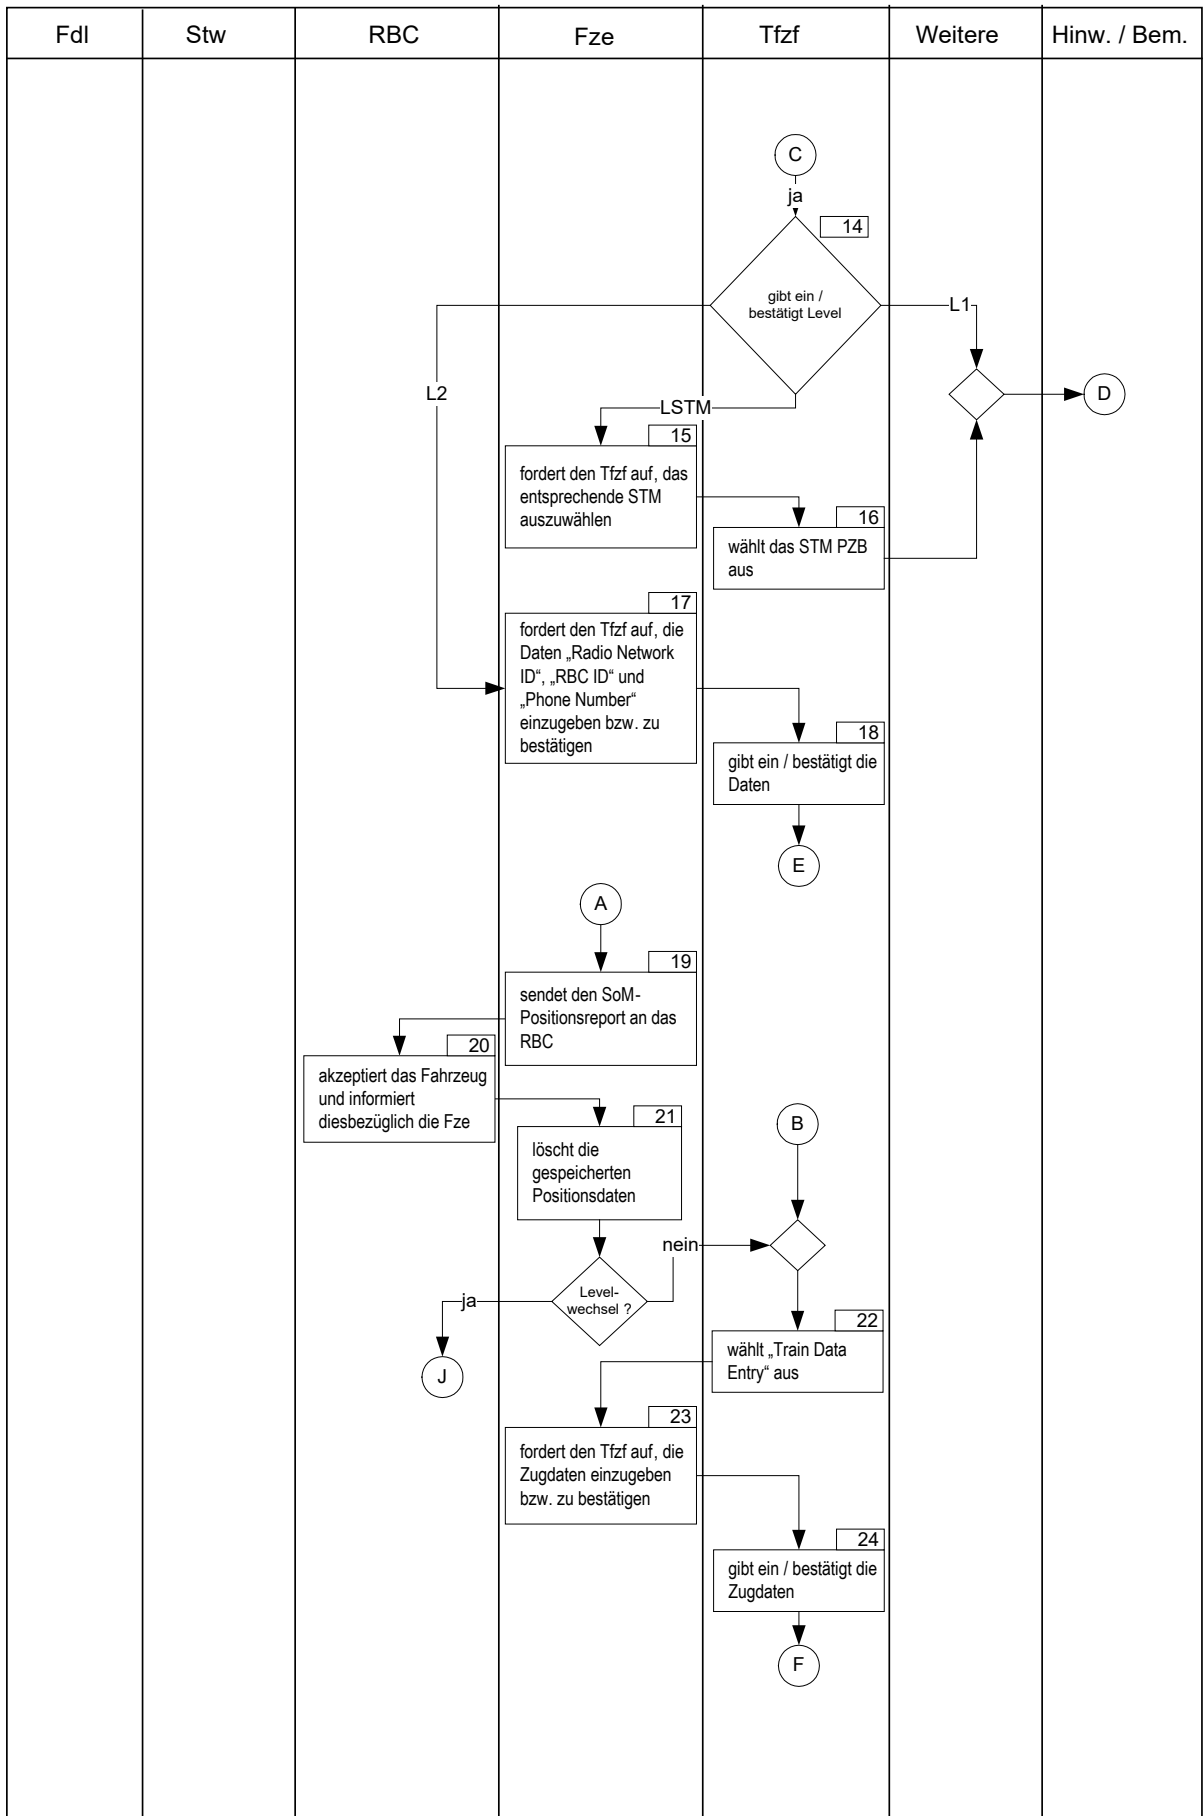 Fdl
Stw
RBC
Fze
Tfzf
Weitere
Hinw. / Bem.
C
ja
14
gibt ein /
bestätigt Level
L1
L2
D
LSTM
15
fordert den Tfzf auf, das
entsprechende STM
auszuwählen
16
wählt das STM PZB
aus
17
fordert den Tfzf auf, die
Daten „Radio Network
ID“, „RBC ID“ und
„Phone Number“
einzugeben bzw. zu
bestätigen
18
gibt ein / bestätigt die
Daten
E
A
19
sendet den SoM-
Positionsreport an das
RBC
20
akzeptiert das Fahrzeug
und informiert
diesbezüglich die Fze
21
löscht die
gespeicherten
Positionsdaten
B
nein
Level-
wechsel ?
ja
J
22
wählt „Train Data
Entry“ aus
23
fordert den Tfzf auf, die
Zugdaten einzugeben
bzw. zu bestätigen
24
gibt ein / bestätigt die
Zugdaten
F